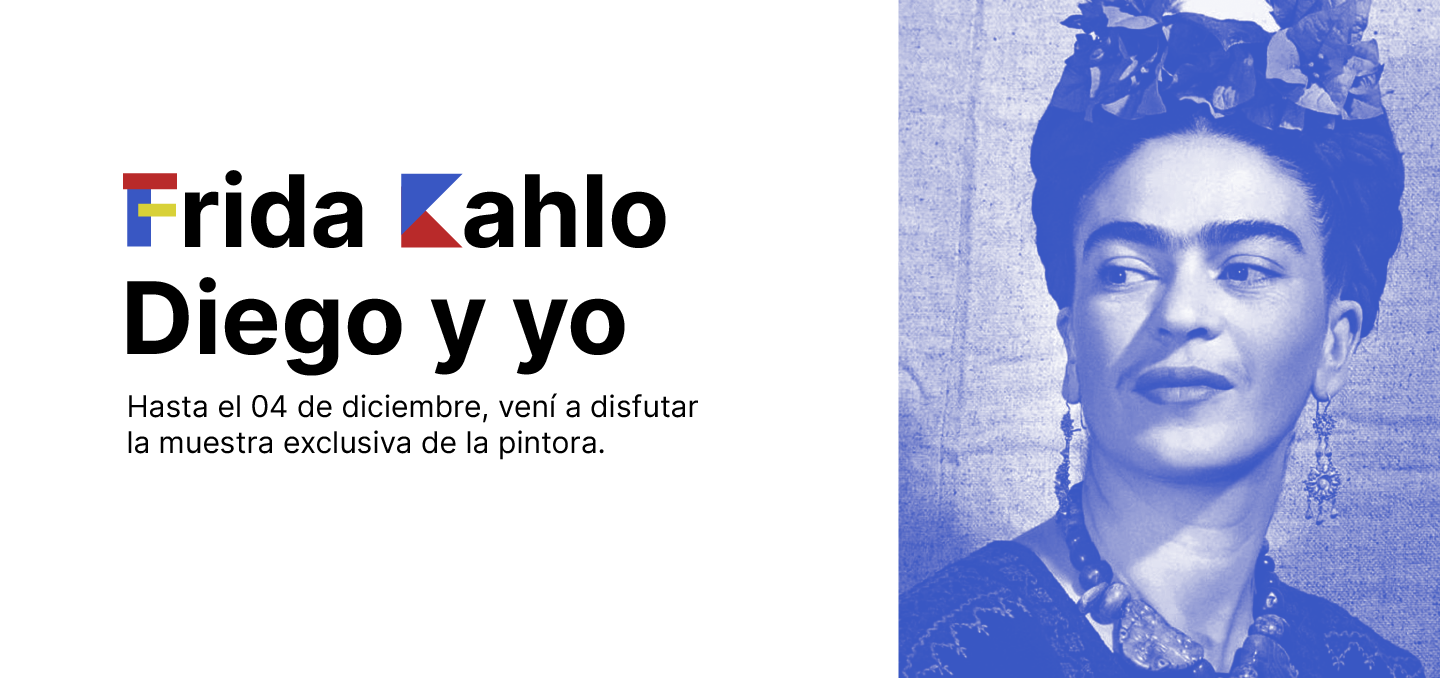 Frida Kahlo
Diego y yo
Hasta el 04 de diciembre, vení a disfutar
la muestra exclusiva de la pintora.